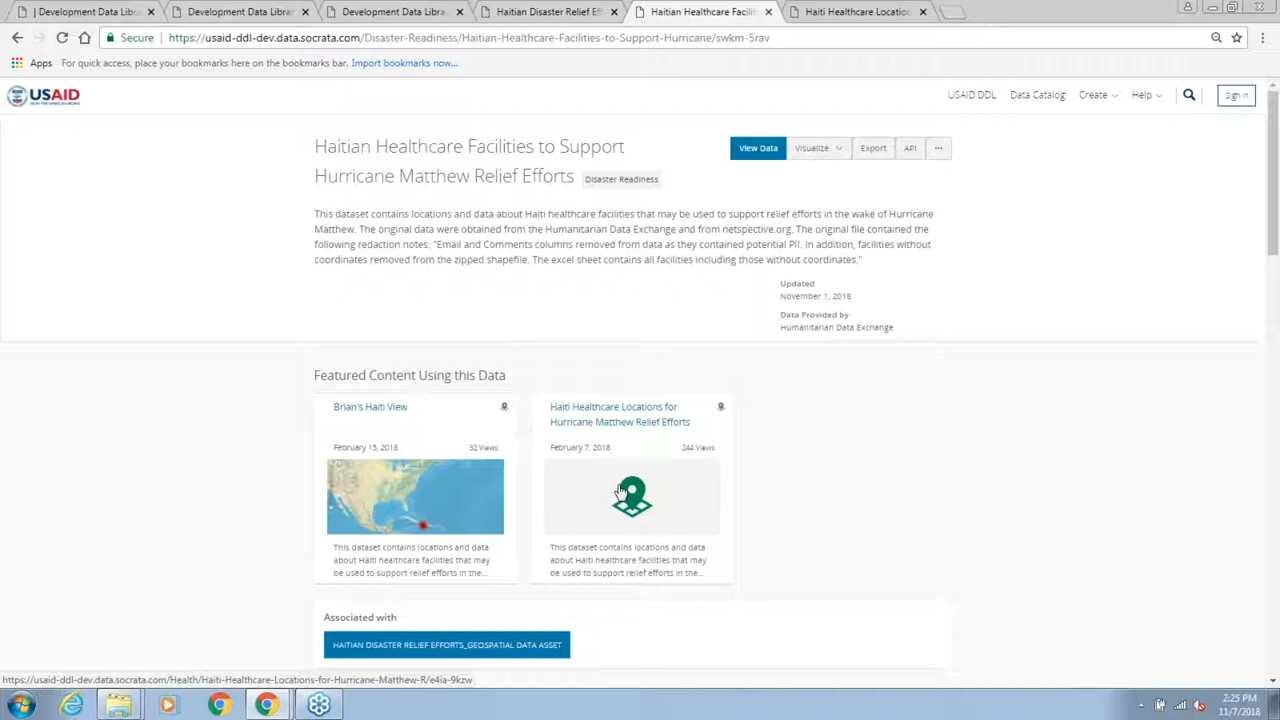 Development Data Libra
Development Data Libra
Development Data Libra
Haitian Disaster Relief Ef
Haitian Healthcare Facilit
Haiti Healthcare Location
Secure
https://usaid-ddl-dev.data.socrata.com/Disaster-Readiness/Haitian-Healthcare-Facilities-to-Support-Hurricane/swkm-5rav
Apps
For quick access, place your bookmarks here on the bookmarks bar. Import bookmarks now...
USAID
USAID DDL
Data Catalog
Create
Help
Sign In
Haitian Healthcare Facilities to Support
Hurricane Matthew Relief Efforts
Disaster Readiness
View Data
Visualize
Export
API
This dataset contains locations and data about Haiti healthcare facilities that may be used to support relief efforts in the wake of Hurricane
Matthew. The original data were obtained from the Humanitarian Data Exchange and from netspective.org. The original file contained the
following redaction notes: "Email and Comments columns removed from data as they contained potential PII. In addition, facilities without
coordinates removed from the zipped shapefile. The excel sheet contains all facilities including those without coordinates."
Updated
November 1, 2018
Data Provided by
Humanitarian Data Exchange
Featured Content Using this Data
Brian's Haiti View
February 15, 2018
32 Views
This dataset contains locations and data
about Haiti healthcare facilities that may
be used to support relief efforts in the...
Haiti Healthcare Locations for
Hurricane Matthew Relief Efforts
February 7, 2018
244 Views
This dataset contains locations and data
about Haiti healthcare facilities that may
be used to support relief efforts in the...
Associated with
HAITIAN DISASTER RELIEF EFFORTS_GEOSPATIAL DATA ASSET
https://usaid-ddl-dev.data.socrata.com/Health/Haiti-Healthcare-Locations-for-Hurricane-Matthew-R/e4ia-9kzw
2:25 PM
11/7/2018